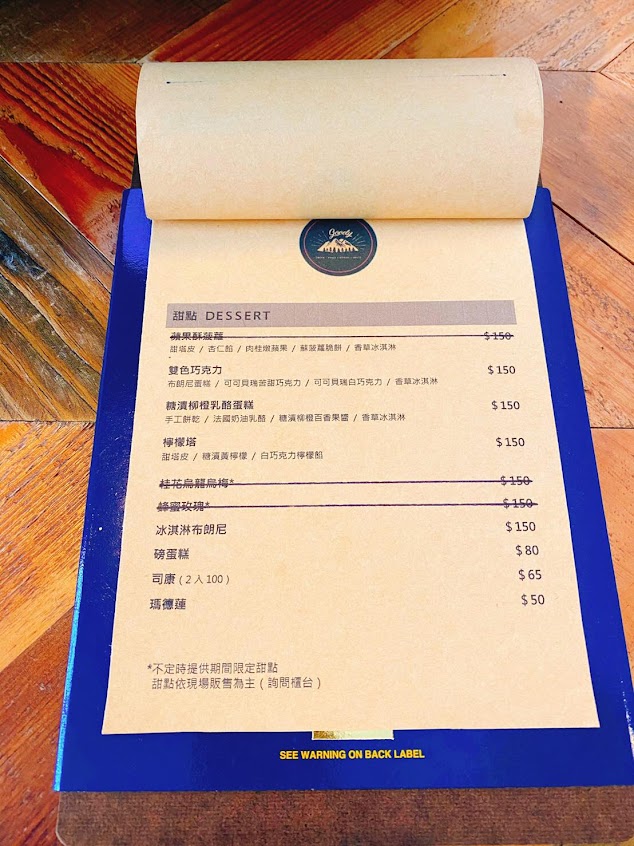 甜點 DESSERT
蘋果酥菠蘿 $150
甜塔皮 / 杏仁餡 / 肉桂燉蘋果 / 酥菠蘿脆餅 / 香草冰淇淋
雙色巧克力 $150
布朗尼蛋糕 / 可可貝瑞苦甜巧克力 / 可可貝瑞白巧克力 / 香草冰淇淋
糖漬柳橙乳酪蛋糕 $150
手工餅乾 / 法國奶油乳酪 / 糖漬柳橙百香果醬 / 香草冰淇淋
檸檬塔 $150
甜塔皮 / 糖漬黃檸檬 / 白巧克力檸檬餡
桂花烏龍烏梅* $150
蜂蜜玫瑰* $150
冰淇淋布朗尼 $150
磅蛋糕 $80
司康 ( 2 入 100 ) $65
瑪德蓮 $50
*不定時提供期間限定甜點
甜點依現場販售為主 ( 詢問櫃台 )
SEE WARNING ON BACK LABEL